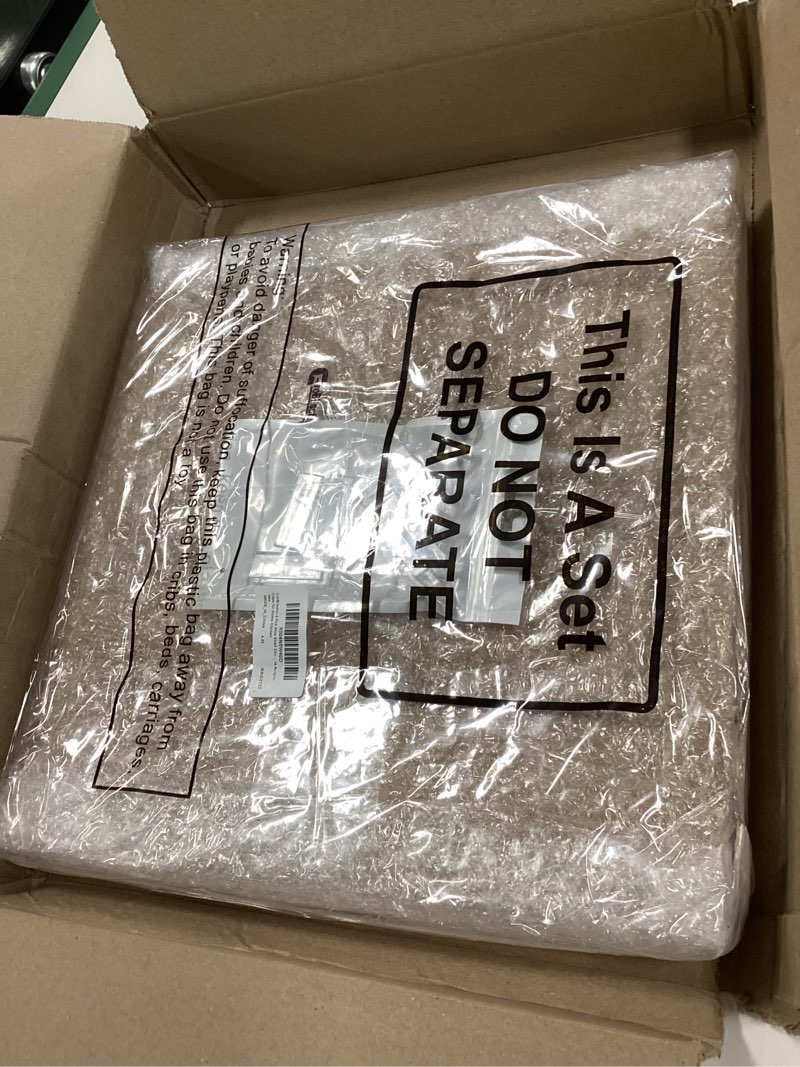 This Is A Set
DO NOT
SEPARATE
Warning:
To avoid danger of suffocation, keep this plastic bag away from
babies and children. Do not use this bag in cribs, beds, carriages,
or playpens. This bag is not a toy.